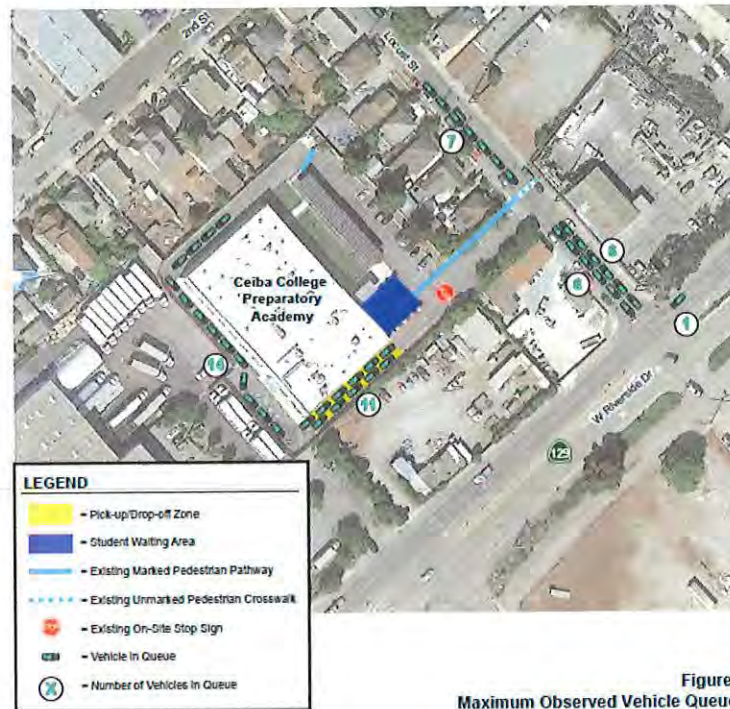 2nd St
Locust St
7
Ceiba College
Preparatory
Academy
6
1
14
11
W Riverside Dr
129
LEGEND
= Pick-up/Drop-off Zone
= Student Waiting Area
= Existing Marked Pedestrian Pathway
= Existing Unmarked Pedestrian Crosswalk
= Existing On-Site Stop Sign
= Vehicle in Queue
X = Number of Vehicles in Queue
Figure
Maximum Observed Vehicle Queue